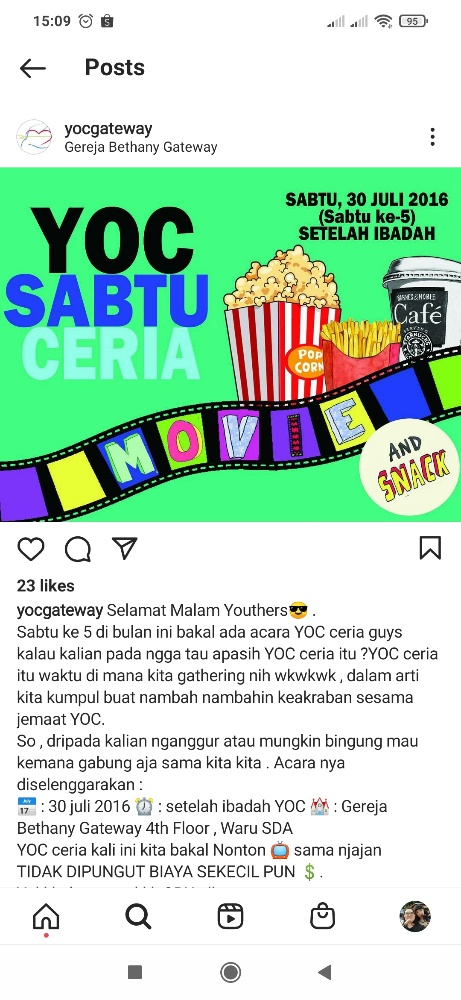 15:09
95
Posts
yocgateway
Gereja Bethany Gateway
YOC
SABTU
CERIA
SABTU, 30 JULI 2016
(Sabtu ke-5)
SETELAH IBADAH
POP
CORN
BARNES & NOBLE
Café
MOVIE
AND
SNACK
23 likes
yocgateway Selamat Malam Youthers😎 .
Sabtu ke 5 di bulan ini bakal ada acara YOC ceria guys
kalau kalian pada ngga tau apasih YOC ceria itu ?YOC ceria
itu waktu di mana kita gathering nih wkwkwk , dalam arti
kita kumpul buat nambah nambahin keakraban sesama
jemaat YOC.
So , dripada kalian nganggur atau mungkin bingung mau
kemana gabung aja sama kita kita . Acara nya
diselenggarakan :
📅 : 30 juli 2016 ⏰ : setelah ibadah YOC 🏰 : Gereja
Bethany Gateway 4th Floor , Waru SDA
YOC ceria kali ini kita bakal Nonton 📺 sama njajan
TIDAK DIPUNGUT BIAYA SEKECIL PUN 💲.